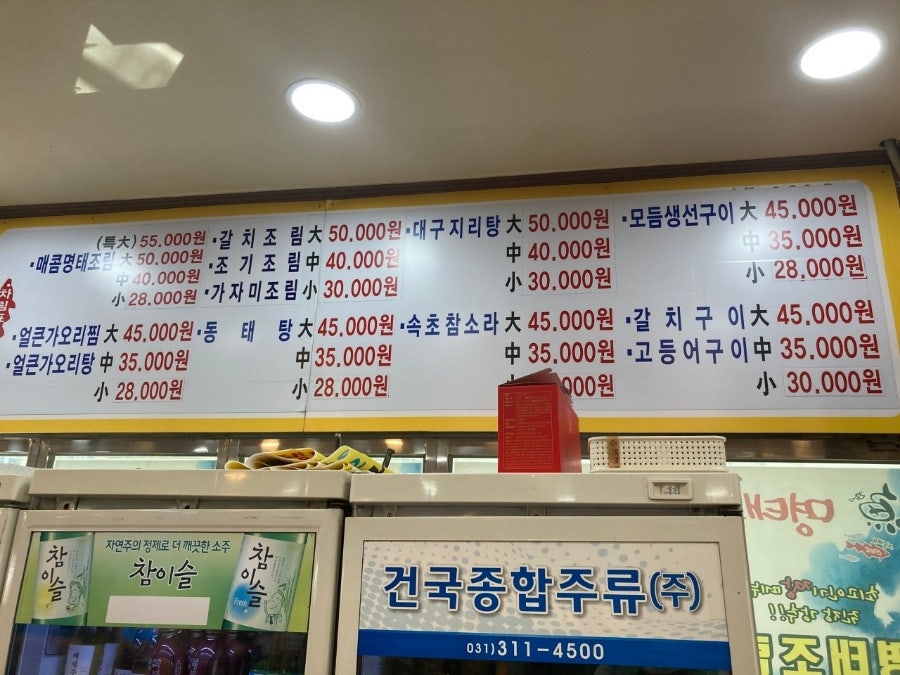 (특大) 55.000원
·매콤명태조림 大 50.000원
中 40.000원
小 28.000원
·갈치조림 大 50.000원
·조기조림 中 40.000원
·가자미조림 小 30.000원
·대구지리탕 大 50.000원
中 40.000원
小 30.000원
·모듬생선구이 大 45.000원
中 35.000원
小 28.000원
·얼큰가오리찜 大 45.000원
·얼큰가오리탕 中 35.000원
小 28.000원
·동태탕 大 45.000원
中 35.000원
小 28.000원
·속초참소라 大 45.000원
中 35.000원
.000원
·갈치구이 大 45.000원
·고등어구이 中 35.000원
小 30.000원
자연주의 정제로 더 깨끗한 소주
참이슬
참이슬
참이슬
Fresh
건국종합주류(주)
031)311-4500
명태